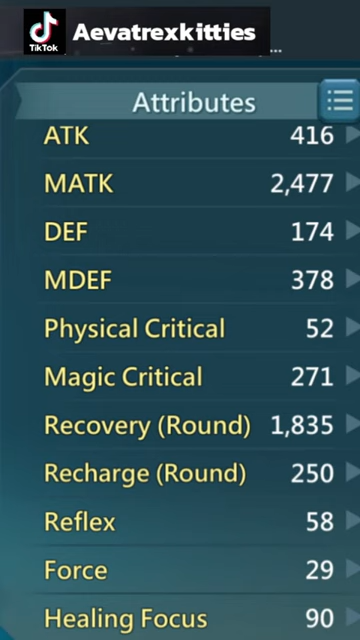 TikTok
Aevatrexkitties
...
Attributes
ATK 416
MATK 2,477
DEF 174
MDEF 378
Physical Critical 52
Magic Critical 271
Recovery (Round) 1,835
Recharge (Round) 250
Reflex 58
Force 29
Healing Focus 90